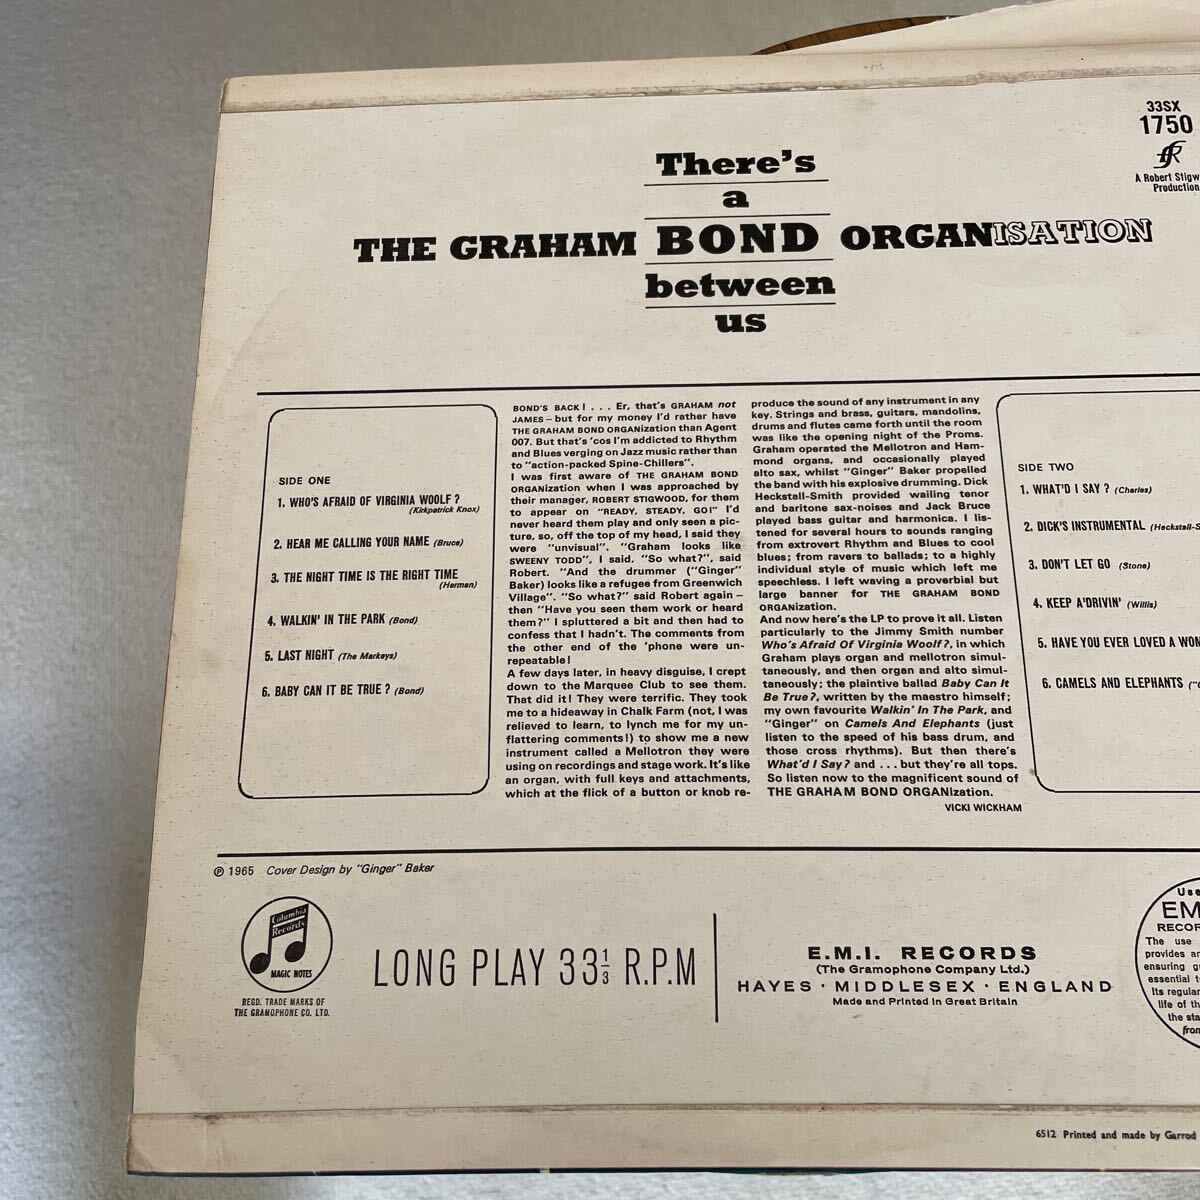 33SX
1750
A Robert Stigw
Production
There's
a
THE GRAHAM BOND ORGANISATION
between
us
SIDE ONE
1. WHO'S AFRAID OF VIRGINIA WOOLF?
(Kirkpatrick Knox)
2. HEAR ME CALLING YOUR NAME (Bruce)
3. THE NIGHT TIME IS THE RIGHT TIME
(Herman)
4. WALKIN' IN THE PARK (Bond)
5. LAST NIGHT (The Markeys)
6. BABY CAN IT BE TRUE? (Bond)
BOND'S BACK! . . . Er, that's GRAHAM not
JAMES – but for my money I'd rather have
THE GRAHAM BOND ORGANization than Agent
007. But that's 'cos I'm addicted to Rhythm
and Blues verging on Jazz music rather than
to "action-packed Spine-Chillers".
I was first aware of THE GRAHAM BOND
ORGANization when I was approached by
their manager, ROBERT STIGWOOD, for them
to appear on "READY, STEADY, GO!" I'd
never heard them play and only seen a pic-
ture, so, off the top of my head, I said they
were "unvisual". "Graham looks like
SWEENY TODD", I said. "So what?", said
Robert. "And the drummer ("Ginger"
Baker) looks like a refugee from Greenwich
Village". "So what?" said Robert again –
then "Have you seen them work or heard
them?" I spluttered a bit and then had to
confess that I hadn't. The comments from
the other end of the 'phone were un-
repeatable!
A few days later, in heavy disguise, I crept
down to the Marquee Club to see them.
That did it! They were terrific. They took
me to a hideaway in Chalk Farm (not, I was
relieved to learn, to lynch me for my un-
flattering comments!) to show me a new
instrument called a Mellotron they were
using on recordings and stage work. It's like
an organ, with full keys and attachments,
which at the flick of a button or knob re-
produce the sound of any instrument in any
key. Strings and brass, guitars, mandolins,
drums and flutes came forth until the room
was like the opening night of the Proms.
Graham operated the Mellotron and Ham-
mond organs, and occasionally played
alto sax, whilst "Ginger" Baker propelled
the band with his explosive drumming. Dick
Heckstall-Smith provided wailing tenor
and baritone sax-noises and Jack Bruce
played bass guitar and harmonica. I lis-
tened for several hours to sounds ranging
from extrovert Rhythm and Blues to cool
blues; from ravers to ballads; to a highly
individual style of music which left me
speechless. I left waving a proverbial but
large banner for THE GRAHAM BOND
ORGANization.
And now here's the LP to prove it all. Listen
particularly to the Jimmy Smith number
Who's Afraid Of Virginia Woolf?, in which
Graham plays organ and mellotron simul-
taneously, and then organ and alto simul-
taneously; the plaintive ballad Baby Can It
Be True?, written by the maestro himself;
my own favourite Walkin' In The Park, and
"Ginger" on Camels And Elephants (just
listen to the speed of his bass drum, and
those cross rhythms). But then there's
What'd I Say? and . . . but they're all tops.
So listen now to the magnificent sound of
THE GRAHAM BOND ORGANization.
VICKI WICKHAM
SIDE TWO
1. WHAT'D I SAY? (Charles)
2. DICK'S INSTRUMENTAL (Heckstall-S
3. DON'T LET GO (Stone)
4. KEEP A'DRIVIN' (Willis)
5. HAVE YOU EVER LOVED A WOM
6. CAMELS AND ELEPHANTS
℗ 1965 Cover Design by "Ginger" Baker
Columbia
Records
MAGIC NOTES
REGD. TRADE MARKS OF
THE GRAMOPHONE CO. LTD.
LONG PLAY 33⅓ R.P.M
E.M.I. RECORDS
(The Gramophone Company Ltd.)
HAYES · MIDDLESEX · ENGLAND
Made and Printed in Great Britain
Use
EM
RECOR
The use
provides an
ensuring g
essential t
Its regular
life of th
the sta
from
6512 Printed and made by Garrod